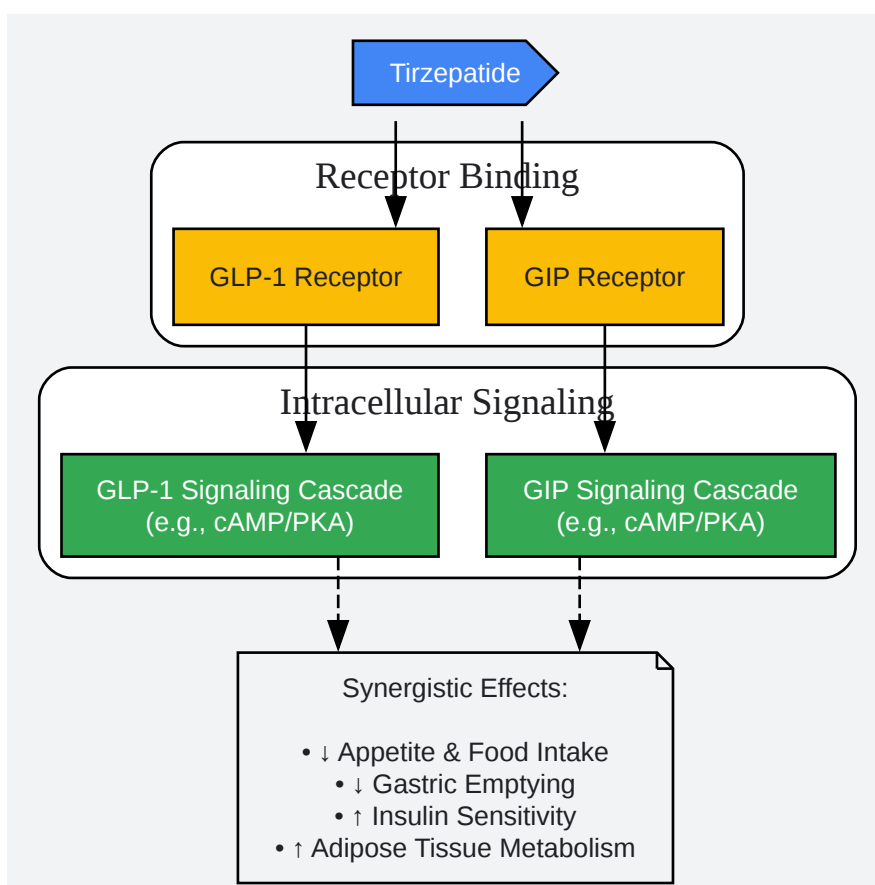 Tirzepatide
Receptor Binding
GLP-1 Receptor
GIP Receptor
Intracellular Signaling
GLP-1 Signaling Cascade
(e.g., cAMP/PKA)
GIP Signaling Cascade
(e.g., cAMP/PKA)
Synergistic Effects:
• ↓ Appetite & Food Intake
• ↓ Gastric Emptying
• ↑ Insulin Sensitivity
• ↑ Adipose Tissue Metabolism